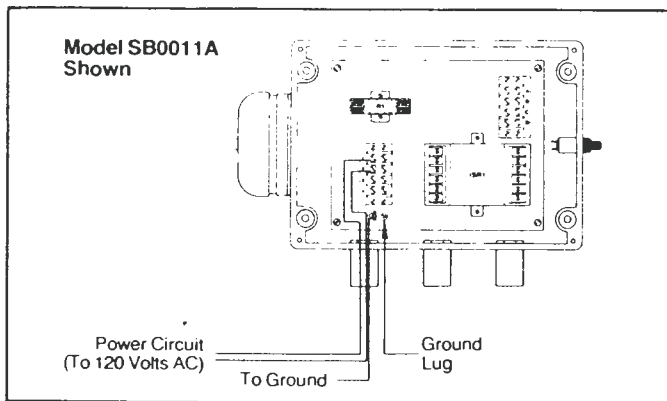 Model SB0011A
Shown
Power Circuit
(To 120 Volts AC)
To Ground
Ground
Lug